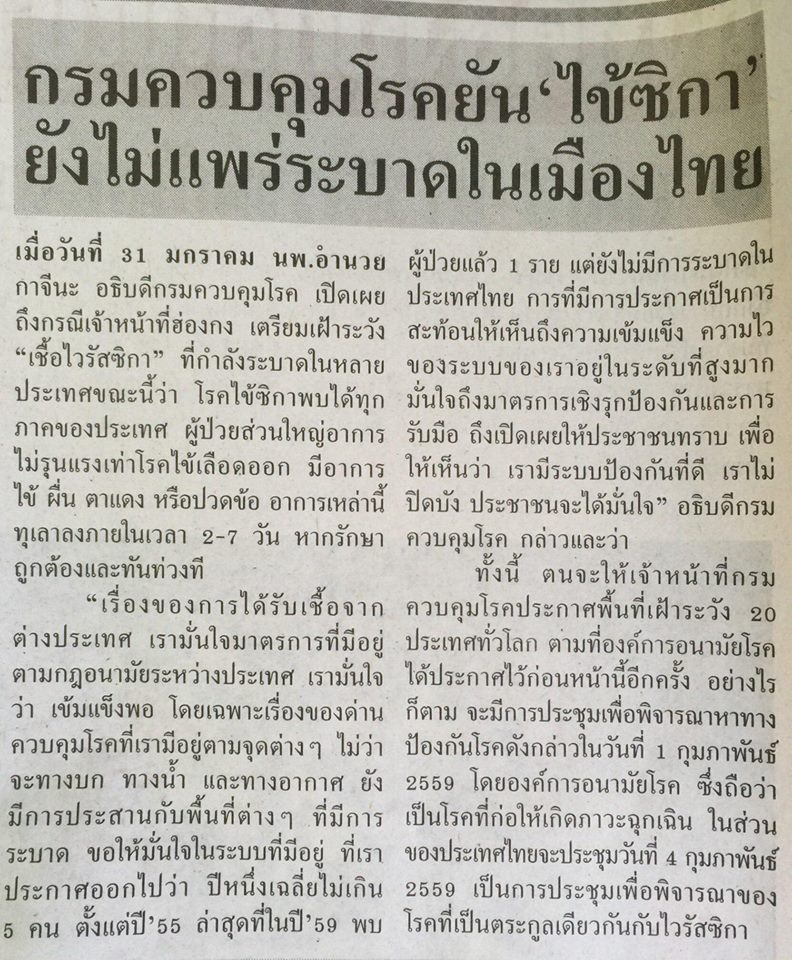 กรมควบคุมโรคยัน ‘ไข้ซิกา’
ยังไม่แพร่ระบาดในเมืองไทย
เมื่อวันที่ 31 มกราคม นพ.อำนวย
กาจีนะ อธิบดีกรมควบคุมโรค เปิดเผย
ถึงกรณีเจ้าหน้าที่ฮ่องกง เตรียมเฝ้าระวัง
“เชื้อไวรัสซิกา” ที่กำลังระบาดในหลาย
ประเทศขณะนี้ว่า โรคไข้ซิกาพบได้ทุก
ภาคของประเทศ ผู้ป่วยส่วนใหญ่อาการ
ไม่รุนแรงเท่าโรคไข้เลือดออก มีอาการ
ไข้ ผื่น ตาแดง หรือปวดข้อ อาการเหล่านี้
ทุเลาลงภายในเวลา 2-7 วัน หากรักษา
ถูกต้องและทันท่วงที
“เรื่องของการได้รับเชื้อจาก
ต่างประเทศ เรามั่นใจมาตรการที่มีอยู่
ตามกฎอนามัยระหว่างประเทศ เรามั่นใจ
ว่า เข้มแข็งพอ โดยเฉพาะเรื่องของด่าน
ควบคุมโรคที่เรามีอยู่ตามจุดต่างๆ ไม่ว่า
จะทางบก ทางน้ำ และทางอากาศ ยัง
มีการประสานกับพื้นที่ต่างๆ ที่มีการ
ระบาด ขอให้มั่นใจในระบบที่มีอยู่ ที่เรา
ประกาศออกไปว่า ปีหนึ่งเฉลี่ยไม่เกิน
5 คน ตั้งแต่ปี’55 ล่าสุดที่ในปี’59 พบ
ผู้ป่วยแล้ว 1 ราย แต่ยังไม่มีการระบาดใน
ประเทศไทย การที่มีการประกาศเป็นการ
สะท้อนให้เห็นถึงความเข้มแข็ง ความไว
ของระบบของเราอยู่ในระดับที่สูงมาก
มั่นใจถึงมาตรการเชิงรุกป้องกันและการ
รับมือ ถึงเปิดเผยให้ประชาชนทราบ เพื่อ
ให้เห็นว่า เรามีระบบป้องกันที่ดี เราไม่
ปิดบัง ประชาชนจะได้มั่นใจ” อธิบดีกรม
ควบคุมโรค กล่าวและว่า
ทั้งนี้ ตนจะให้เจ้าหน้าที่กรม
ควบคุมโรคประกาศพื้นที่เฝ้าระวัง 20
ประเทศทั่วโลก ตามที่องค์การอนามัยโรค
ได้ประกาศไว้ก่อนหน้านี้อีกครั้ง อย่างไร
ก็ตาม จะมีการประชุมเพื่อพิจารณาหาทาง
ป้องกันโรคดังกล่าวในวันที่ 1 กุมภาพันธ์
2559 โดยองค์การอนามัยโรค ซึ่งถือว่า
เป็นโรคที่ก่อให้เกิดภาวะฉุกเฉิน ในส่วน
ของประเทศไทยจะประชุมวันที่ 4 กุมภาพันธ์
2559 เป็นการประชุมเพื่อพิจารณาของ
โรคที่เป็นตระกูลเดียวกันกับไวรัสซิกา